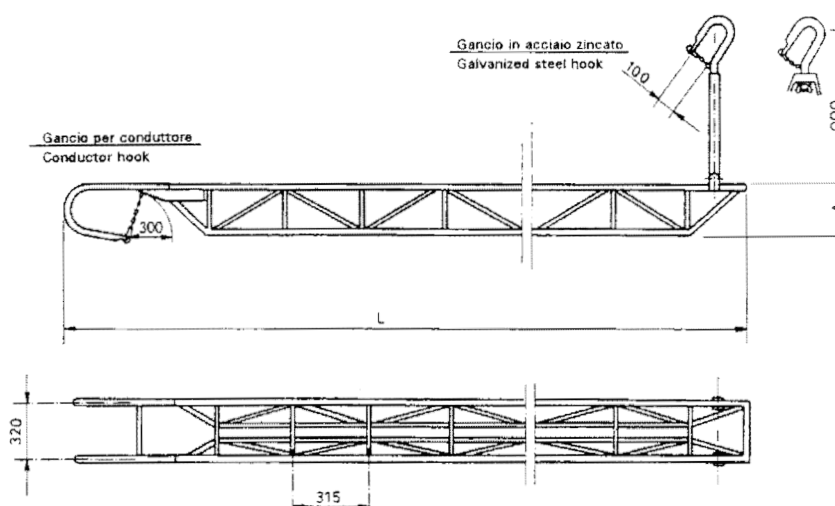 Gancio in acciaio zincato
Galvanized steel hook
100
Gancio per conduttore
Conductor hook
300
L
320
315